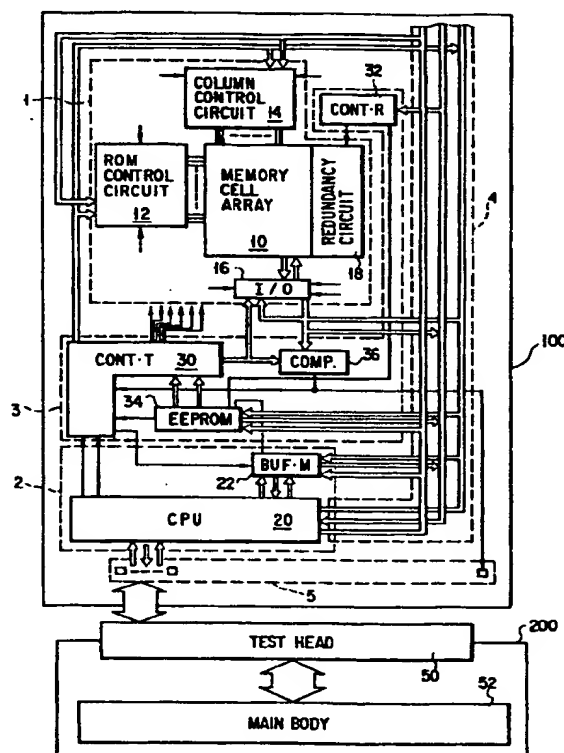 32
COLUMN
CONTROL
CIRCUIT
14
CONT·R
1
ROM
CONTROL
CIRCUIT
12
MEMORY
CELL
ARRAY
10
REDUNDANCY
CIRCUIT
18
4
16
I/O
100
CONT·T
30
COMP.
36
3
34
EEPROM
2
BUF·M
22
CPU
20
5
200
TEST HEAD
50
52
MAIN BODY